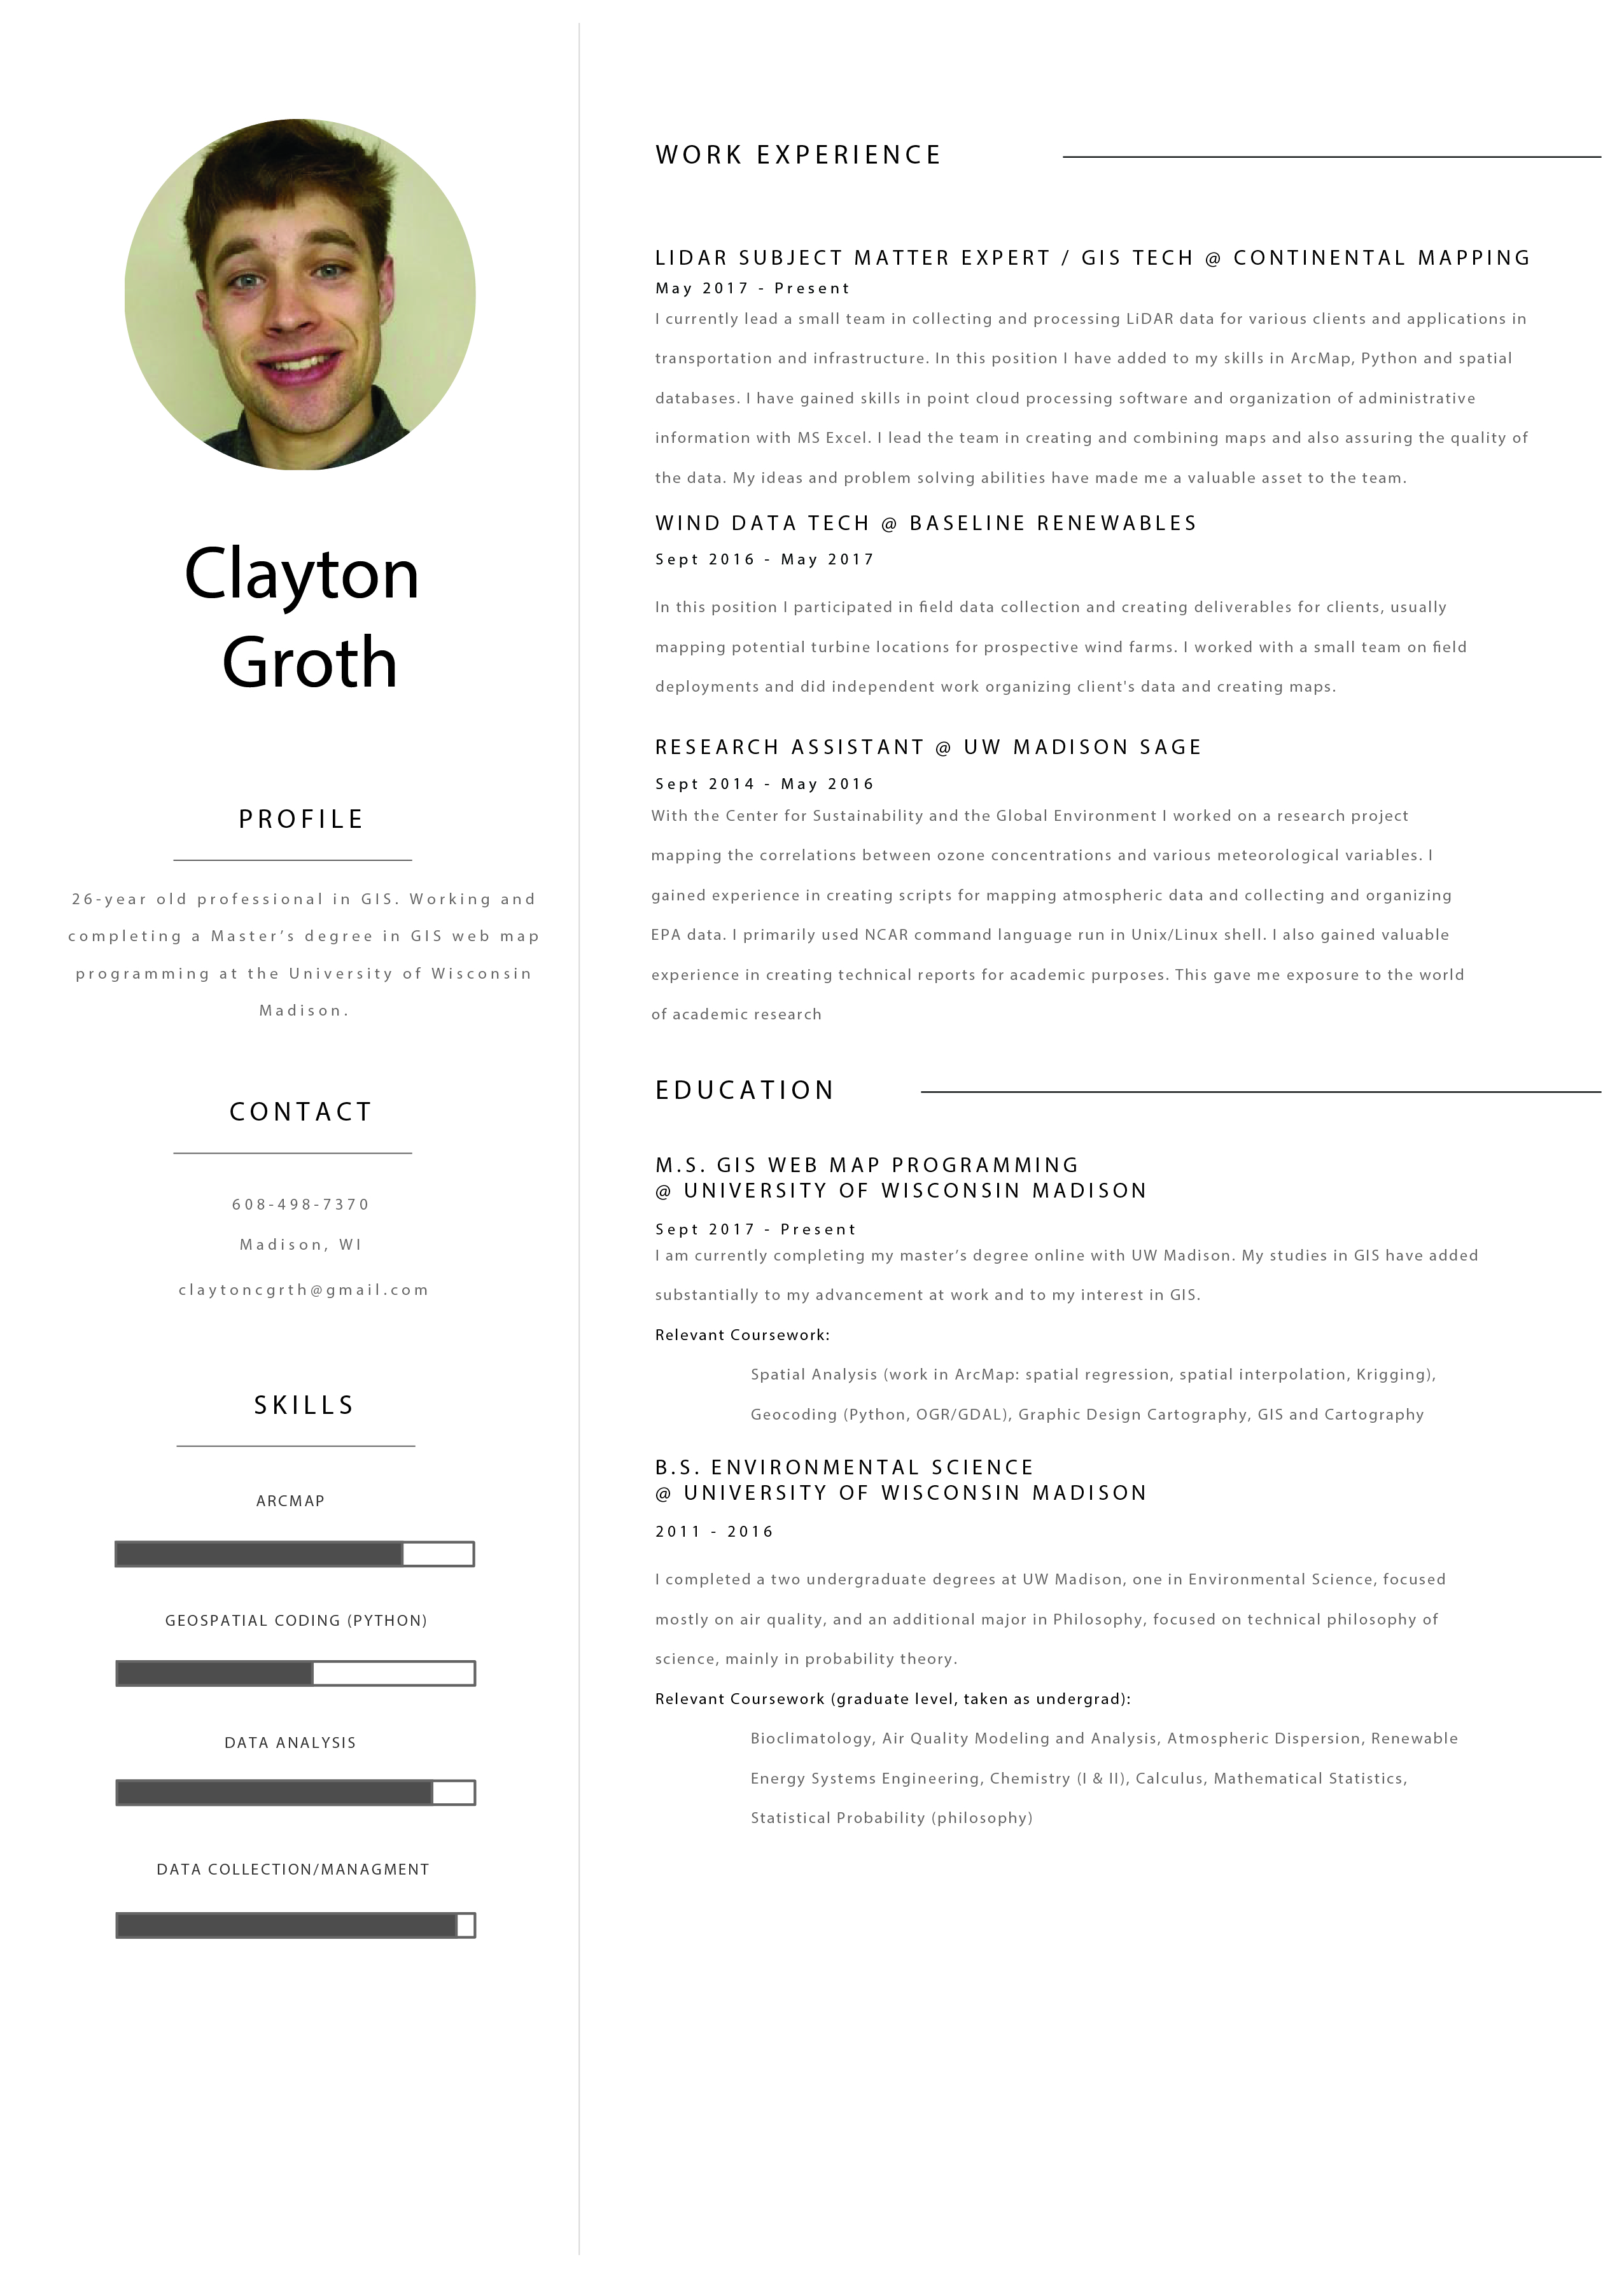 Clayton
Groth
PROFILE
26-year old professional in GIS. Working and
completing a Master’s degree in GIS web map
programming at the University of Wisconsin
Madison.
CONTACT
608-498-7370
Madison, WI
claytoncgrth@gmail.com
SKILLS
ARCMAP
GEOSPATIAL CODING (PYTHON)
DATA ANALYSIS
DATA COLLECTION/MANAGMENT
WORK EXPERIENCE
LIDAR SUBJECT MATTER EXPERT / GIS TECH @ CONTINENTAL MAPPING
May 2017 - Present
I currently lead a small team in collecting and processing LiDAR data for various clients and applications in
transportation and infrastructure. In this position I have added to my skills in ArcMap, Python and spatial
databases. I have gained skills in point cloud processing software and organization of administrative
information with MS Excel. I lead the team in creating and combining maps and also assuring the quality of
the data. My ideas and problem solving abilities have made me a valuable asset to the team.
WIND DATA TECH @ BASELINE RENEWABLES
Sept 2016 - May 2017
In this position I participated in field data collection and creating deliverables for clients, usually
mapping potential turbine locations for prospective wind farms. I worked with a small team on field
deployments and did independent work organizing client's data and creating maps.
RESEARCH ASSISTANT @ UW MADISON SAGE
Sept 2014 - May 2016
With the Center for Sustainability and the Global Environment I worked on a research project
mapping the correlations between ozone concentrations and various meteorological variables. I
gained experience in creating scripts for mapping atmospheric data and collecting and organizing
EPA data. I primarily used NCAR command language run in Unix/Linux shell. I also gained valuable
experience in creating technical reports for academic purposes. This gave me exposure to the world
of academic research
EDUCATION
M.S. GIS WEB MAP PROGRAMMING
@ UNIVERSITY OF WISCONSIN MADISON
Sept 2017 - Present
I am currently completing my master’s degree online with UW Madison. My studies in GIS have added
substantially to my advancement at work and to my interest in GIS.
Relevant Coursework:
Spatial Analysis (work in ArcMap: spatial regression, spatial interpolation, Krigging),
Geocoding (Python, OGR/GDAL), Graphic Design Cartography, GIS and Cartography
B.S. ENVIRONMENTAL SCIENCE
@ UNIVERSITY OF WISCONSIN MADISON
2011 - 2016
I completed a two undergraduate degrees at UW Madison, one in Environmental Science, focused
mostly on air quality, and an additional major in Philosophy, focused on technical philosophy of
science, mainly in probability theory.
Relevant Coursework (graduate level, taken as undergrad):
Bioclimatology, Air Quality Modeling and Analysis, Atmospheric Dispersion, Renewable
Energy Systems Engineering, Chemistry (I & II), Calculus, Mathematical Statistics,
Statistical Probability (philosophy)